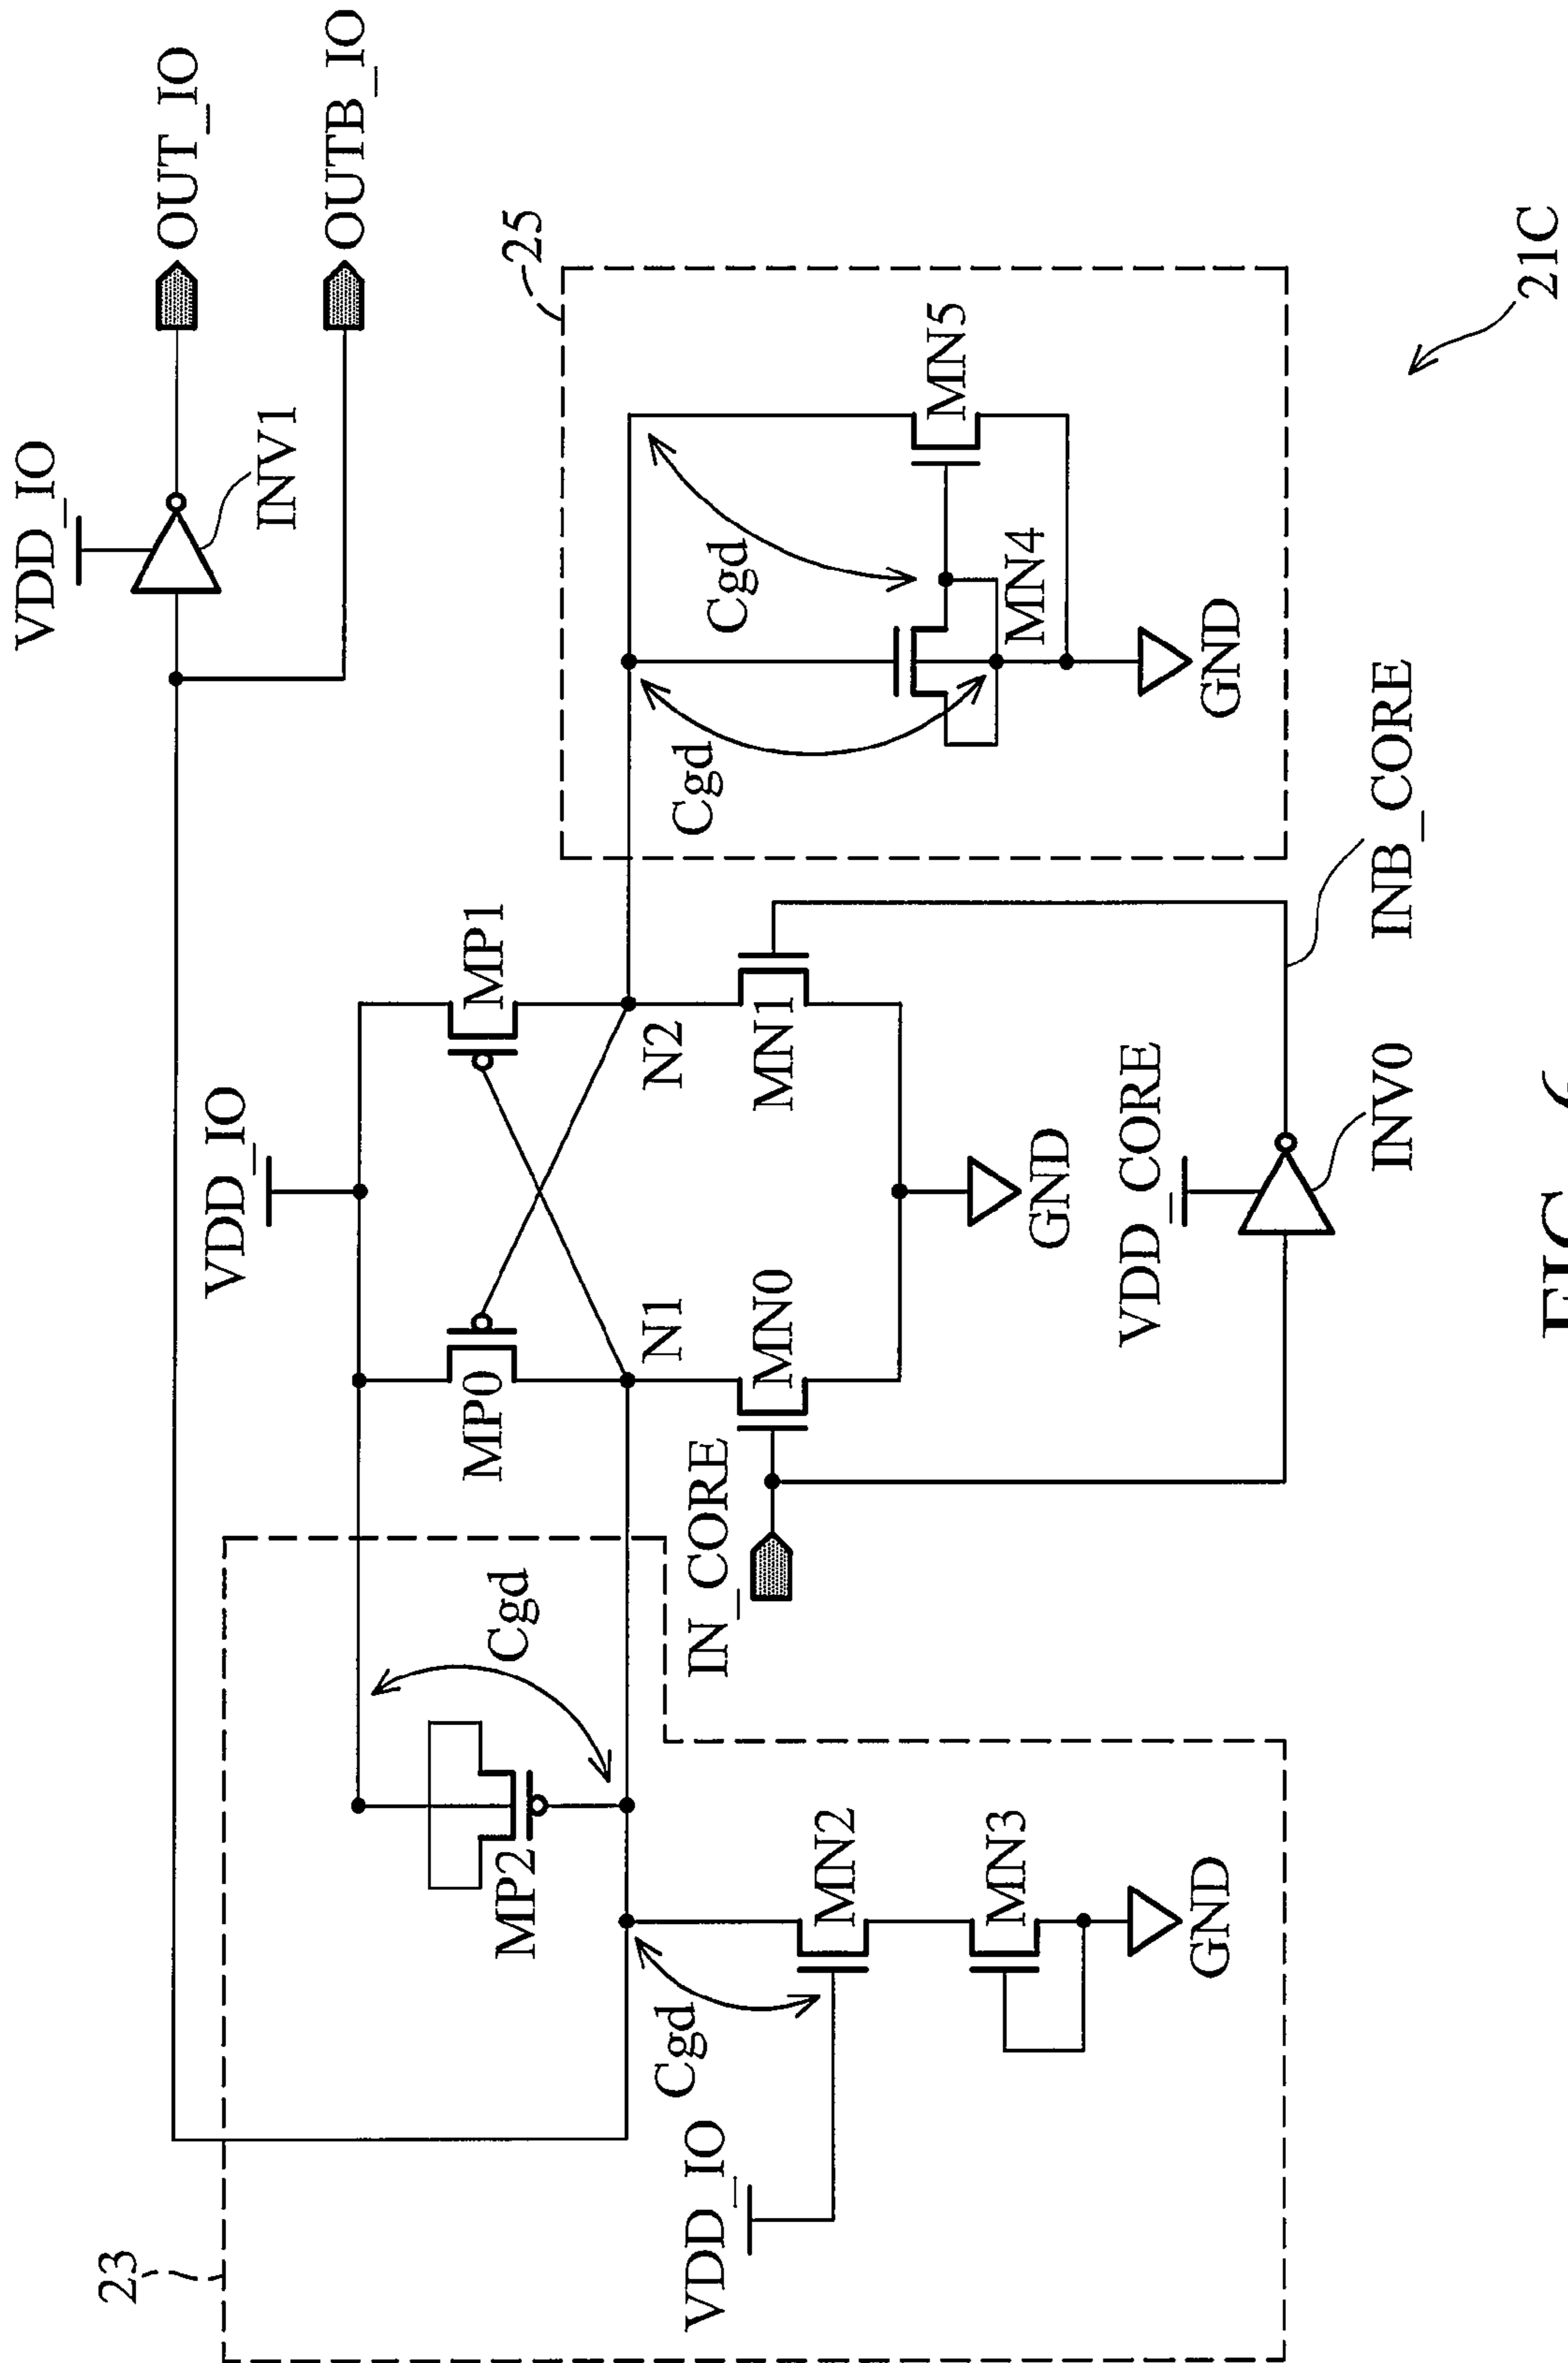 VDD_IO
OUT_IO
INV1
OUTB_IO
23
VDD_IO
25
MP2
Cgd
MP0
MP1
N1
N2
Cgd
VDD_IO
IN_CORE
Cgd
Cgd
MN2
MN0
MN1
MN5
MN3
MN4
GND
GND
GND
VDD_CORE
INV0
INB_CORE
21C
FIG. 6